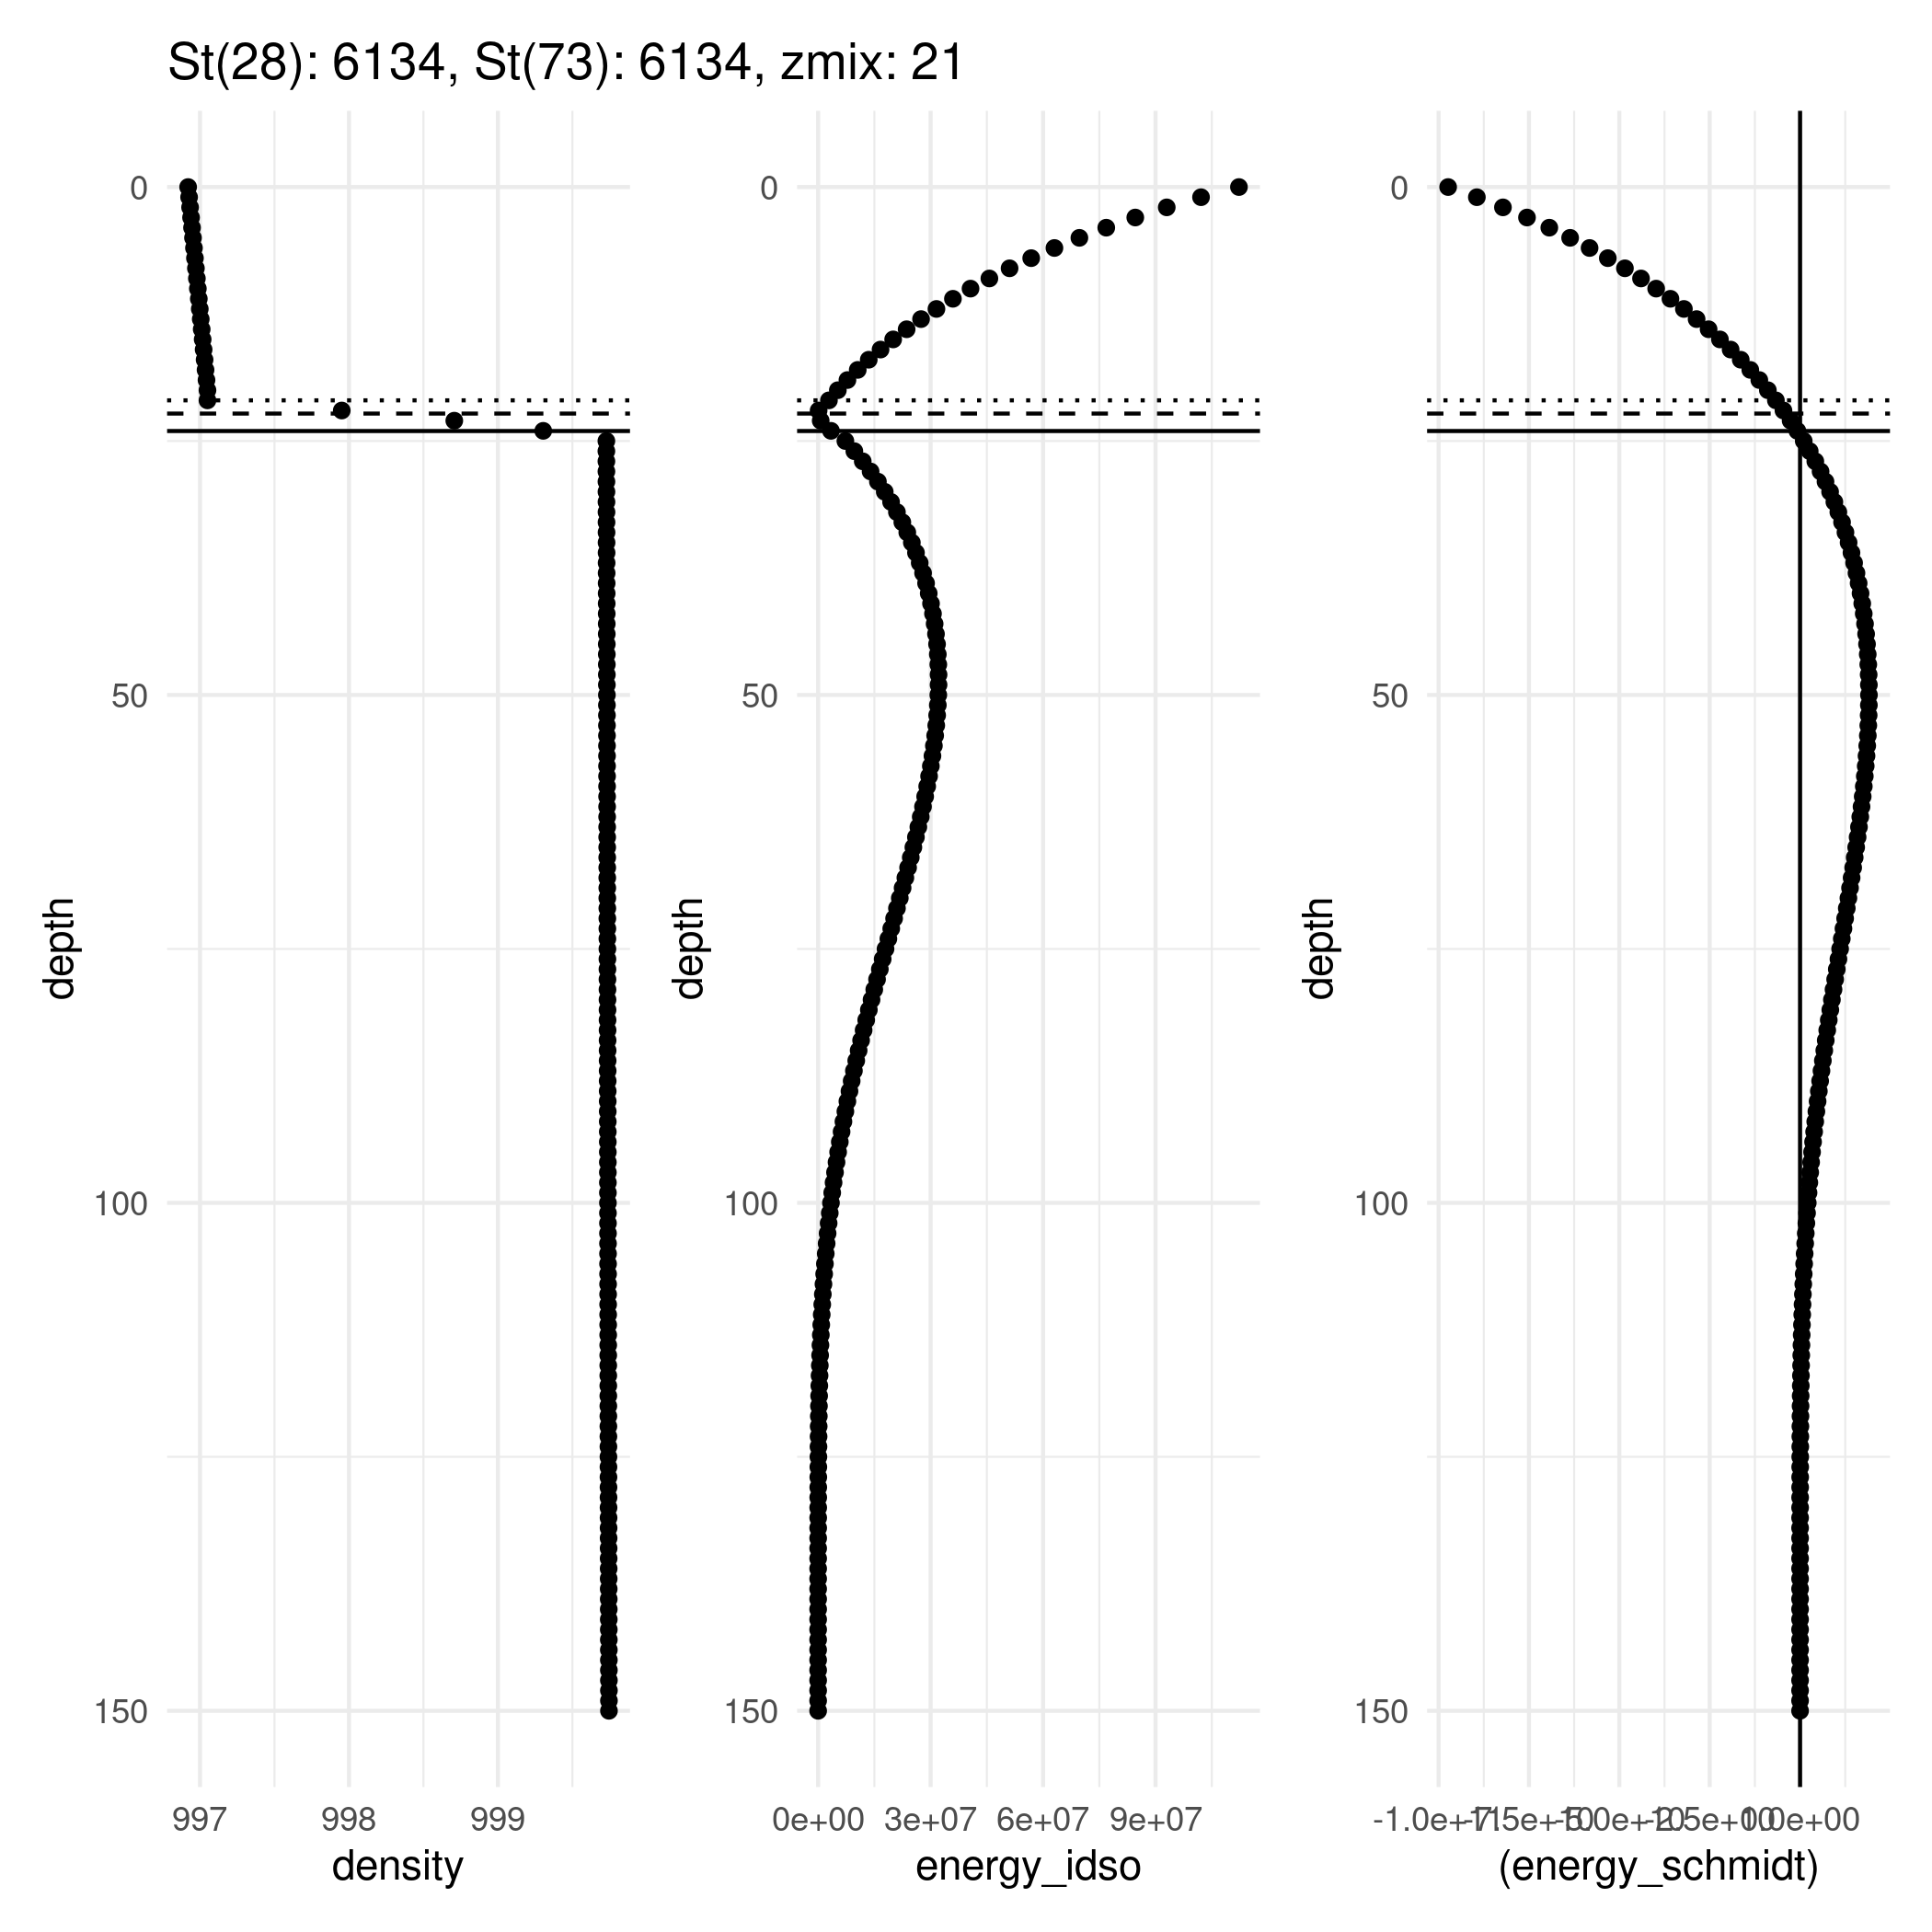 St(28): 6134, St(73): 6134, zmix: 21
0
50
100
150
depth
997 998 999
density
0
50
100
150
depth
0e+00 3e+07 6e+07 9e+07
energy_idso
0
50
100
150
depth
(energy_schmidt)